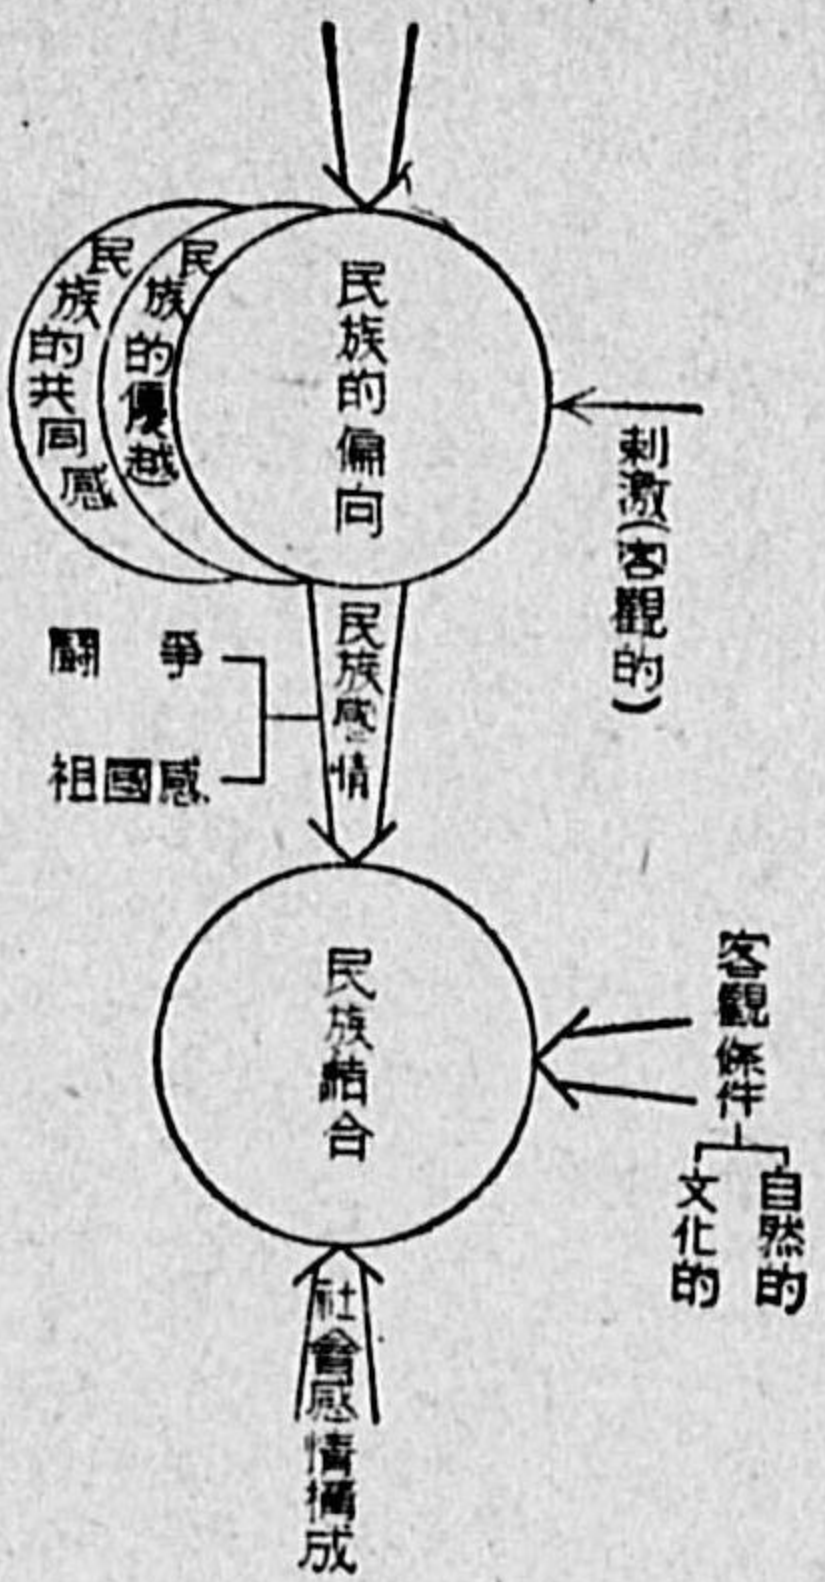 民族的偏向
民族的優越
民族的共同感
刺激(客觀的)
民族感情
鬪爭
祖國感
民族結合
客觀條件
自然的
文化的
社會感情構成